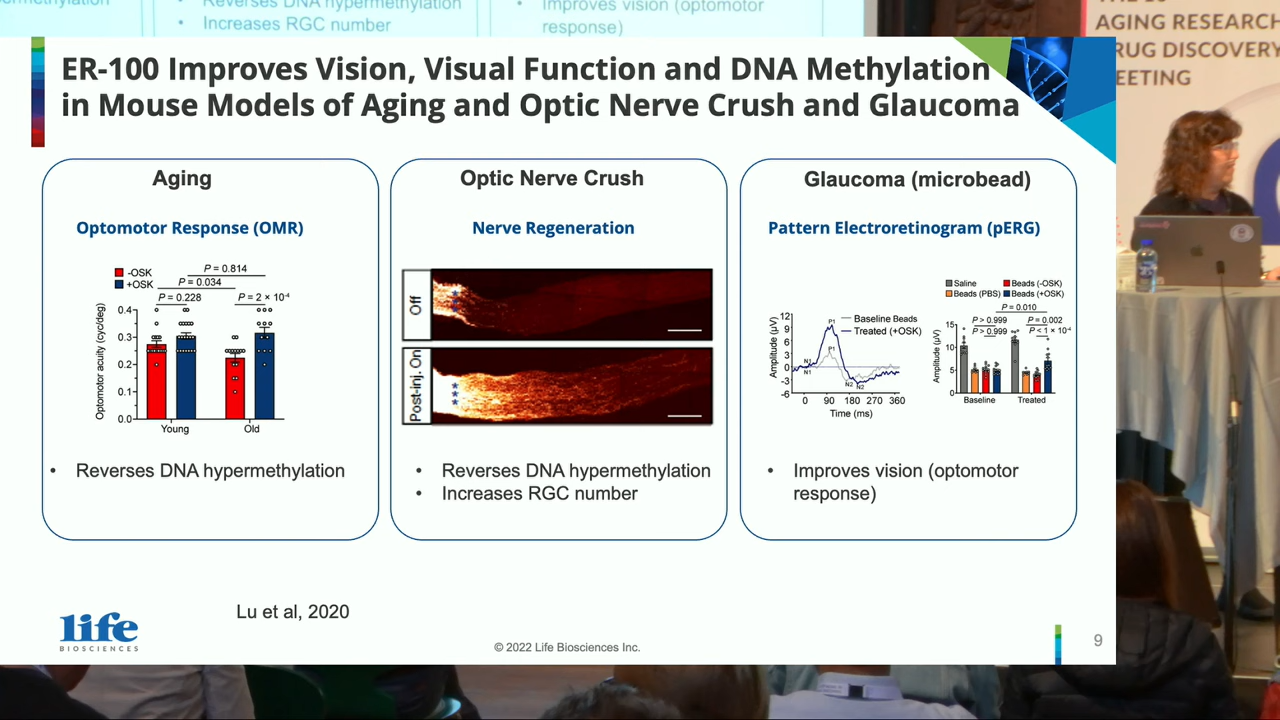 Reverses DNA hypermethylation
Increases RGC number
Improves vision (optomotor
response)
AGING RESEARCH
DRUG DISCOVERY
MEETING
ER-100 Improves Vision, Visual Function and DNA Methylation
in Mouse Models of Aging and Optic Nerve Crush and Glaucoma
Aging
Optomotor Response (OMR)
-OSK
+OSK
P = 0.814
P = 0.034
P = 0.228
P = 2 × 10⁻⁴
Optomotor acuity (cyc/deg)
0.4
0.3
0.2
0.1
0.0
Young
Old
• Reverses DNA hypermethylation
Optic Nerve Crush
Nerve Regeneration
Off
Post-inj. On
• Reverses DNA hypermethylation
• Increases RGC number
Glaucoma (microbead)
Pattern Electroretinogram (pERG)
Baseline Beads
Treated (+OSK)
Amplitude (µV)
12
9
6
3
0
-3
-6
P1
P1
N1
N1
N2
N2
0 90 180 270 360
Time (ms)
Saline
Beads (-OSK)
Beads (PBS)
Beads (+OSK)
P = 0.010
P > 0.999
P = 0.002
P > 0.999
P < 1 × 10⁻⁴
Amplitude (µV)
15
10
5
0
Baseline
Treated
• Improves vision (optomotor
response)
Lu et al, 2020
life
BIOSCIENCES
© 2022 Life Biosciences Inc.
9